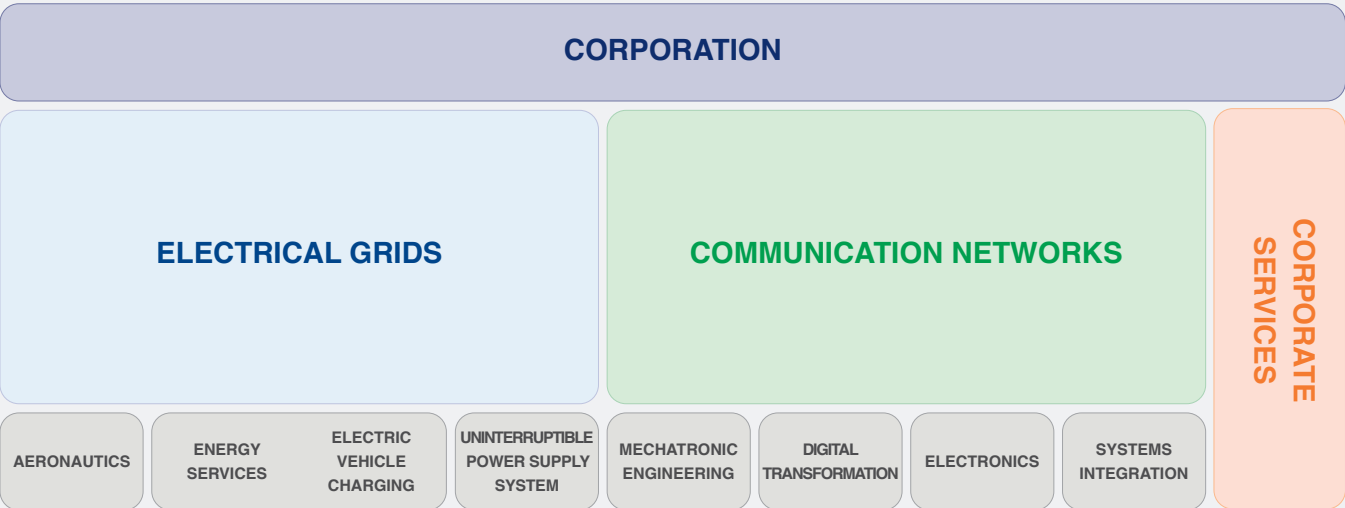 CORPORATION
ELECTRICAL GRIDS
COMMUNICATION NETWORKS
CORPORATE
SERVICES
AERONAUTICS
ENERGY
SERVICES
ELECTRIC
VEHICLE
CHARGING
UNINTERRUPTIBLE
POWER SUPPLY
SYSTEM
MECHATRONIC
ENGINEERING
DIGITAL
TRANSFORMATION
ELECTRONICS
SYSTEMS
INTEGRATION